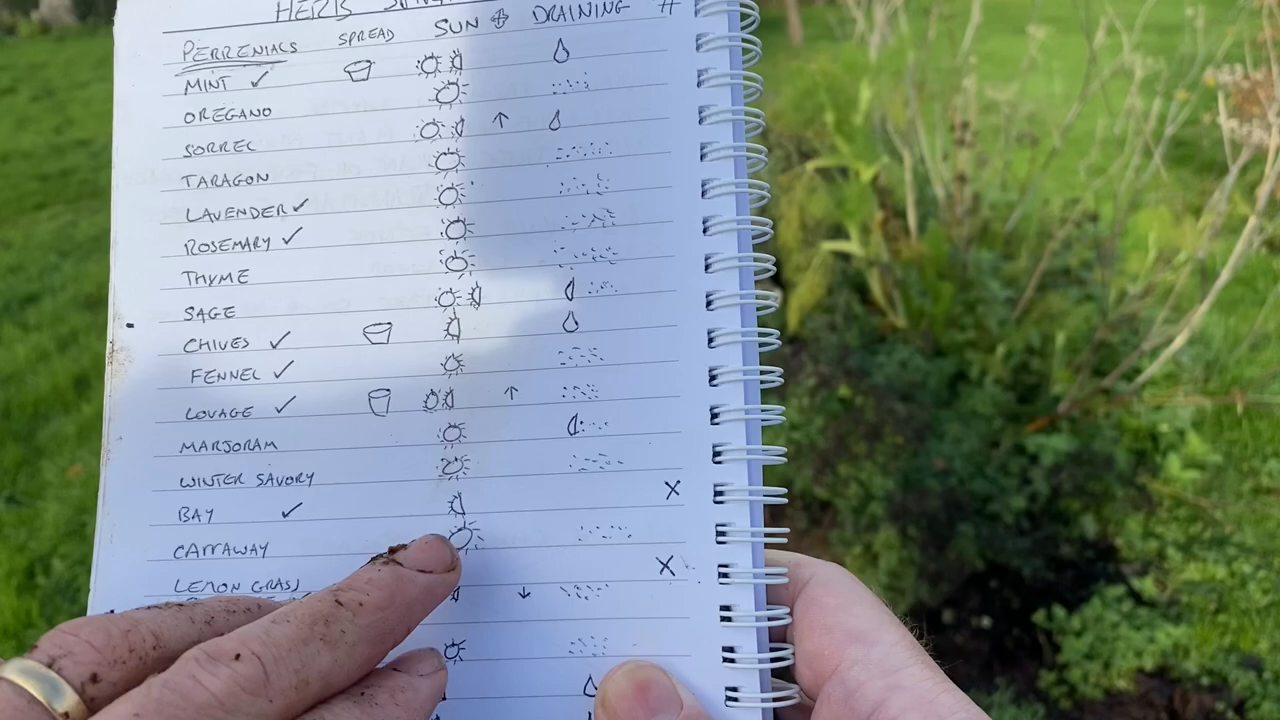 HERB
PERRENIALS SPREAD SUN DRAINING #
MINT ✓
OREGANO
SORREL ↑
TARAGON
LAVENDER ✓
ROSEMARY ✓
THYME
SAGE
CHIVES ✓
FENNEL ✓
LOVAGE ✓ ↑
MARJORAM
WINTER SAVORY
BAY ✓ X
CARRAWAY
LEMON GRASS X
↓